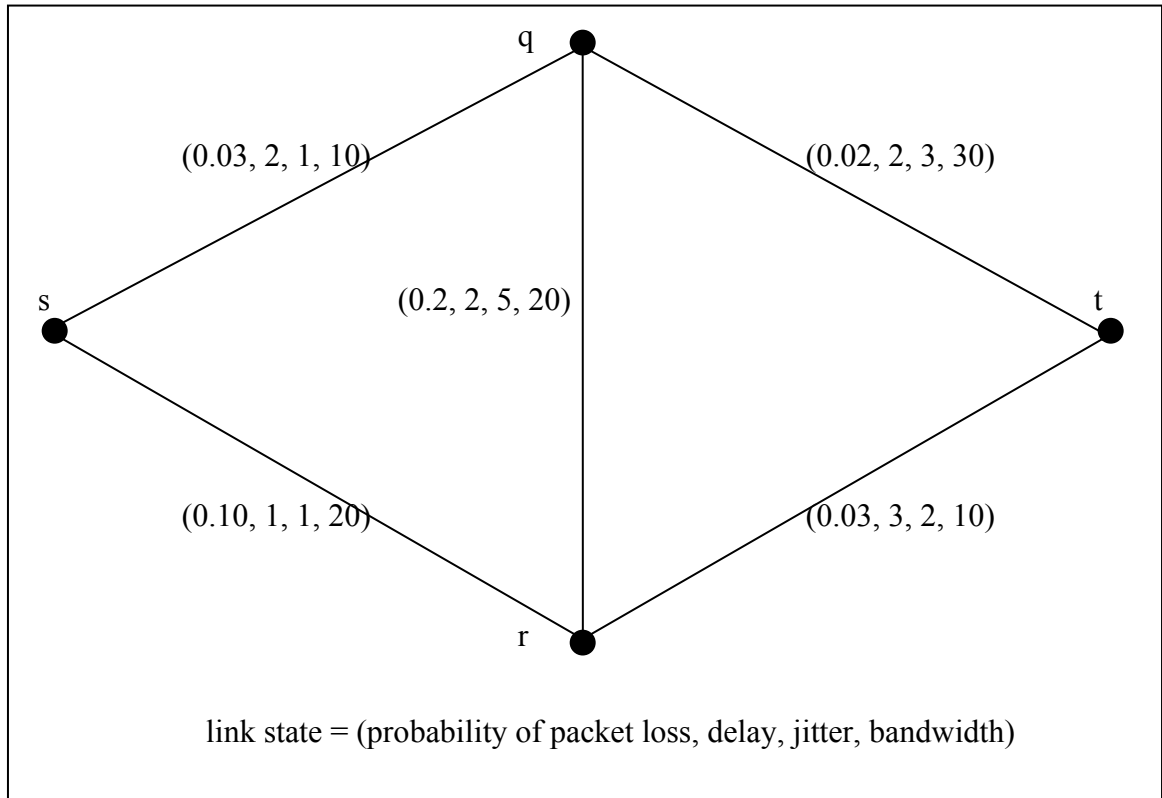 q
(0.03, 2, 1, 10)
(0.02, 2, 3, 30)
s
(0.2, 2, 5, 20)
t
(0.10, 1, 1, 20)
(0.03, 3, 2, 10)
r
link state = (probability of packet loss, delay, jitter, bandwidth)